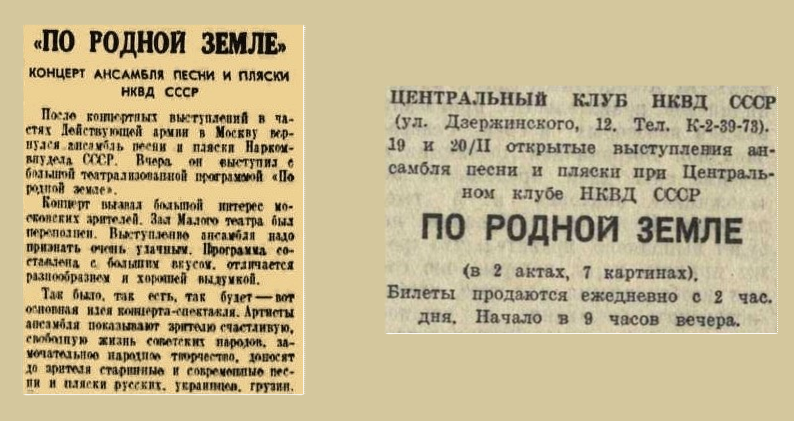 «ПО РОДНОЙ ЗЕМЛЕ»
КОНЦЕРТ АНСАМБЛЯ ПЕСНИ И ПЛЯСКИ
НКВД СССР
После концертных выступлений в ча-
стях Действующей армии в Москву вер-
нулся ансамбль песни и пляски Нарком-
внудела СССР. Вчера он выступил с
большой театрализованной программой «По
родной земле».
Концерт вызвал большой интерес мо-
сковских зрителей. Зал Малого театра был
переполнен. Выступление ансамбля надо
признать очень удачным. Программа со-
ставлена с большим вкусом, отличается
разнообразием и хорошей выдумкой.
Так было, так есть, так будет — вот
основная идея концерта-спектакля. Артисты
ансамбля показывают зрителю счастливую,
свободную жизнь советских народов, за-
мечательное народное творчество, доносят
до зрителя старинные и современные пес-
ни и пляски русских, украинцев, грузин,
ЦЕНТРАЛЬНЫЙ КЛУБ НКВД СССР
(ул. Дзержинского, 12. Тел. К-2-39-73).
19 и 20/II открытые выступления ан-
самбля песни и пляски при Централь-
ном клубе НКВД СССР
ПО РОДНОЙ ЗЕМЛЕ
(в 2 актах, 7 картинах).
Билеты продаются ежедневно с 2 час.
дня. Начало в 9 часов вечера.